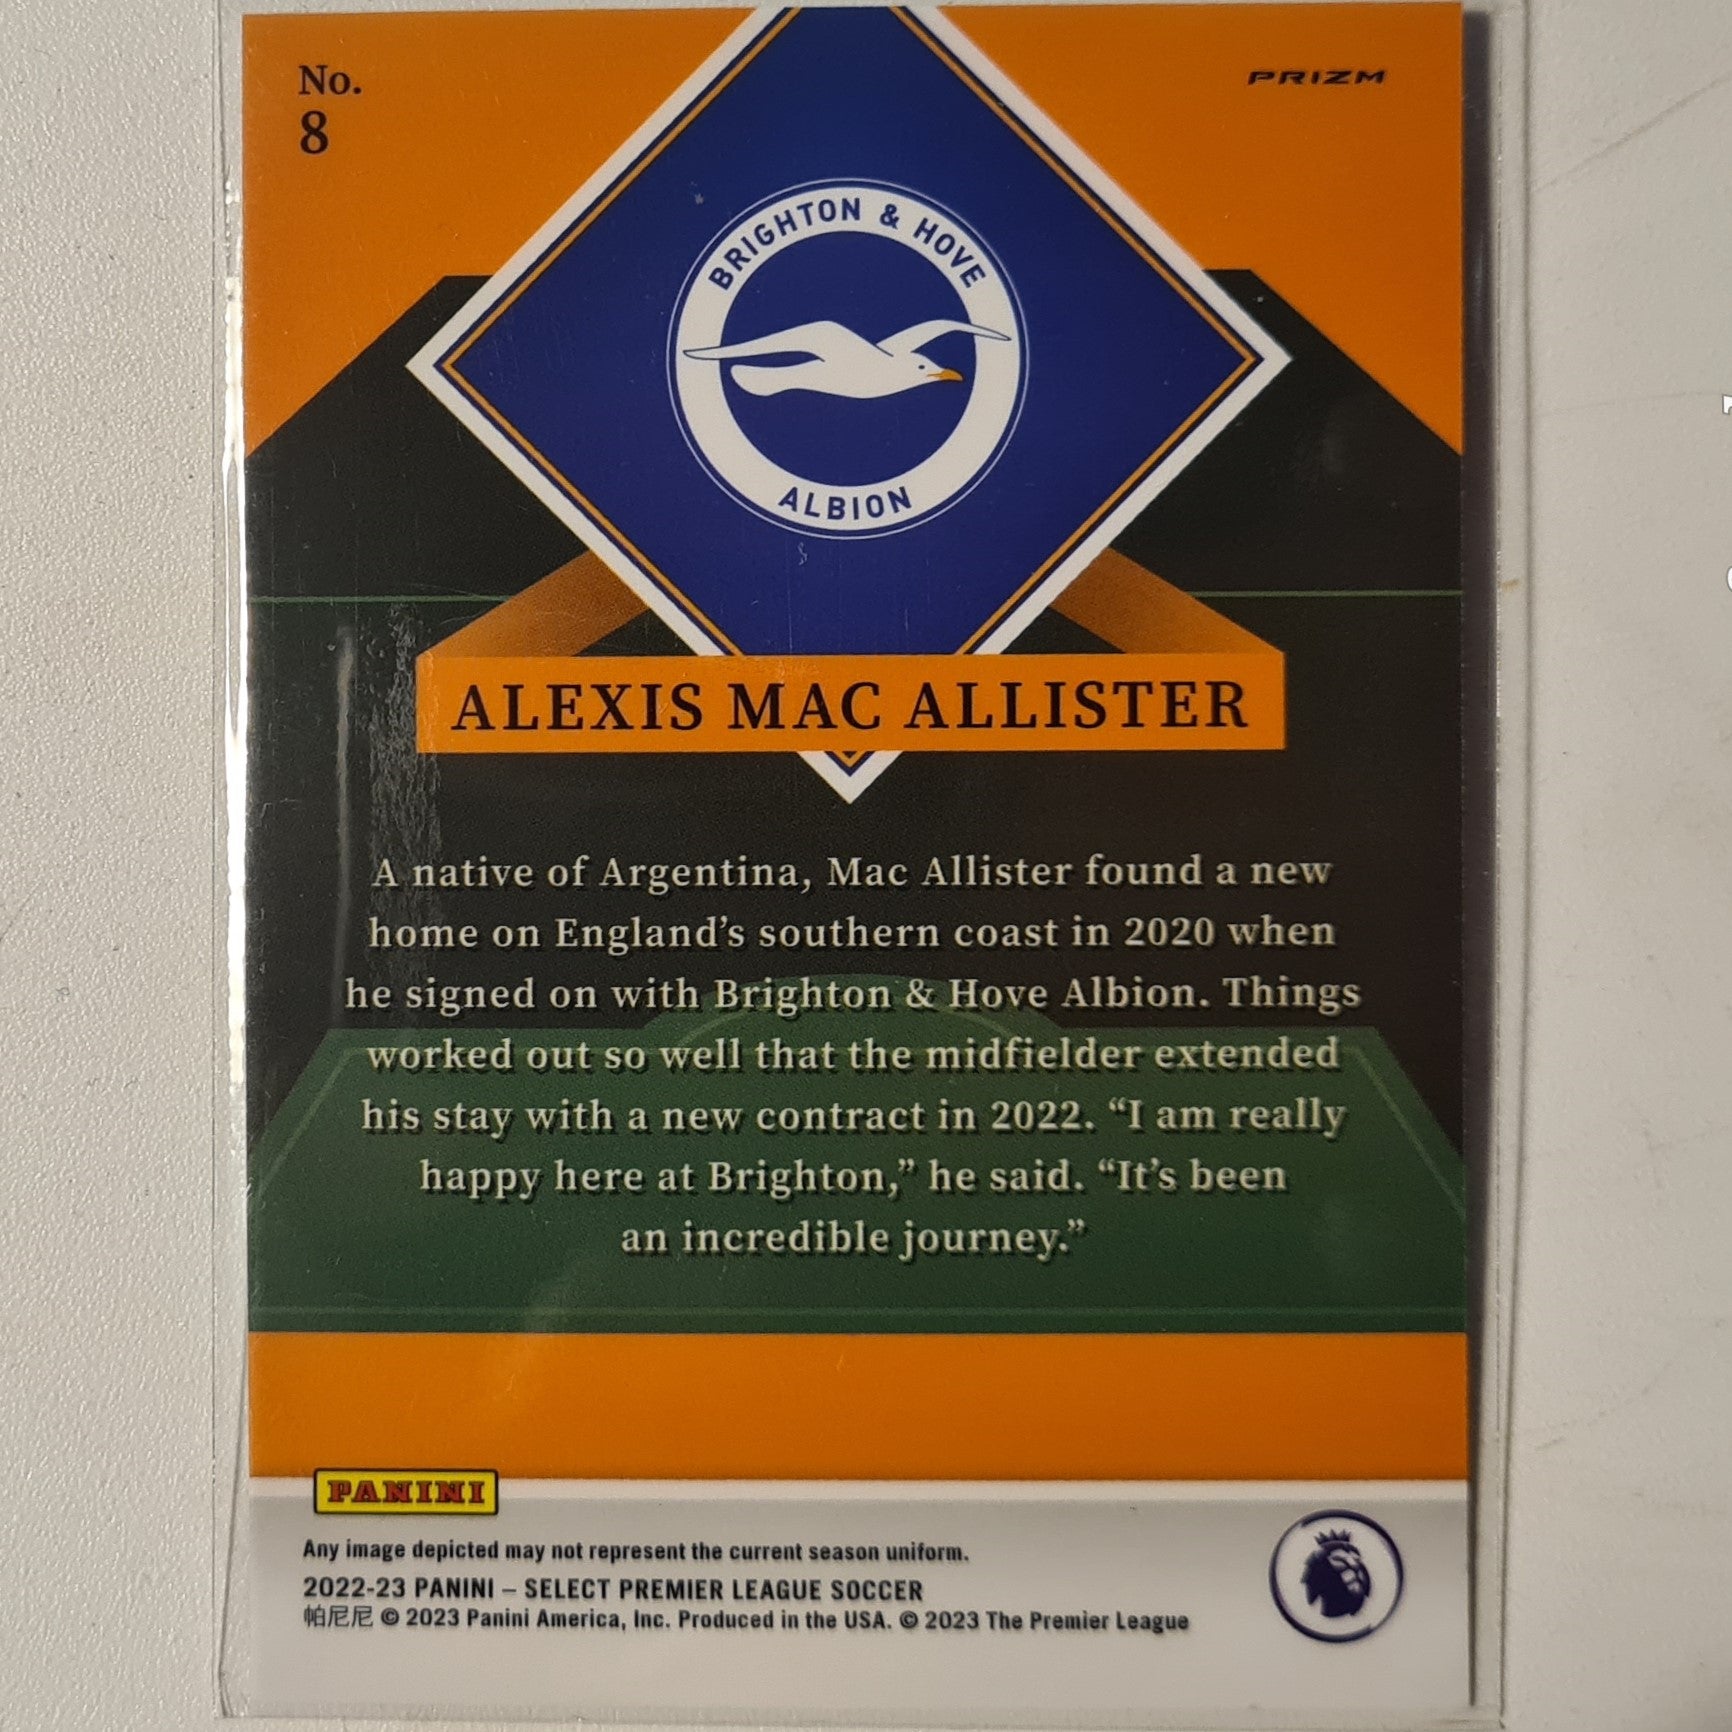 No.
8
PRIZM
BRIGHTON & HOVE
ALBION
ALEXIS MAC ALLISTER
A native of Argentina, Mac Allister found a new
home on England’s southern coast in 2020 when
he signed on with Brighton & Hove Albion. Things
worked out so well that the midfielder extended
his stay with a new contract in 2022. “I am really
happy here at Brighton,” he said. “It’s been
an incredible journey.”
PANINI
Any image depicted may not represent the current season uniform.
2022-23 PANINI – SELECT PREMIER LEAGUE SOCCER
帕尼尼 © 2023 Panini America, Inc. Produced in the USA. © 2023 The Premier League